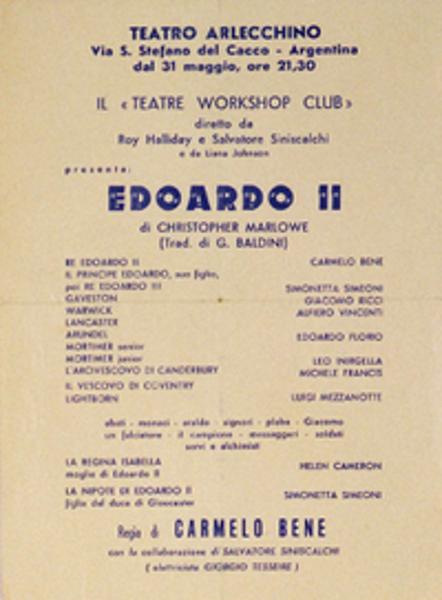 TEATRO ARLECCHINO
Via S. Stefano del Cacco - Argentina
dal 31 maggio, ore 21,30
IL «TEATRE WORKSHOP CLUB»
diretto da
Roy Halliday e Salvatore Siniscalchi
e da Liana Johnson
presenta:
EDOARDO II
di CHRISTOPHER MARLOWE
(Trad. di G. BALDINI)
RE EDOARDO II CARMELO BENE
IL PRINCIPE EDOARDO, suo figlio,
poi RE EDOARDO III SIMONETTA SIMEONI
GAVESTON GIACOMO RICCI
WARWICK ALFIERO VINCENTI
LANCASTER
ARUNDEL EDOARDO FLORIO
MORTIMER senior
MORTIMER junior LEO
L'ARCIVESCOVO DI CANDERBURY MICHELE FRANCIS
IL VESCOVO DI COVENTRY
LIGHTBORN LUIGI MEZZANOTTE
abati - monaci - araldo - signori - plebe - Giacomo
un falciatore - il campione - messaggeri - soldati
servi e alchimisti
LA REGINA ISABELLA
moglie di Edoardo II HELEN CAMERON
LA NIPOTE DI EDOARDO II
figlia del duca di Gloucester SIMONETTA SIMEONI
Regia di CARMELO BENE
con la collaborazione di SALVATORE SINISCALCHI
(elettricista GIORGIO TESSEIRE)